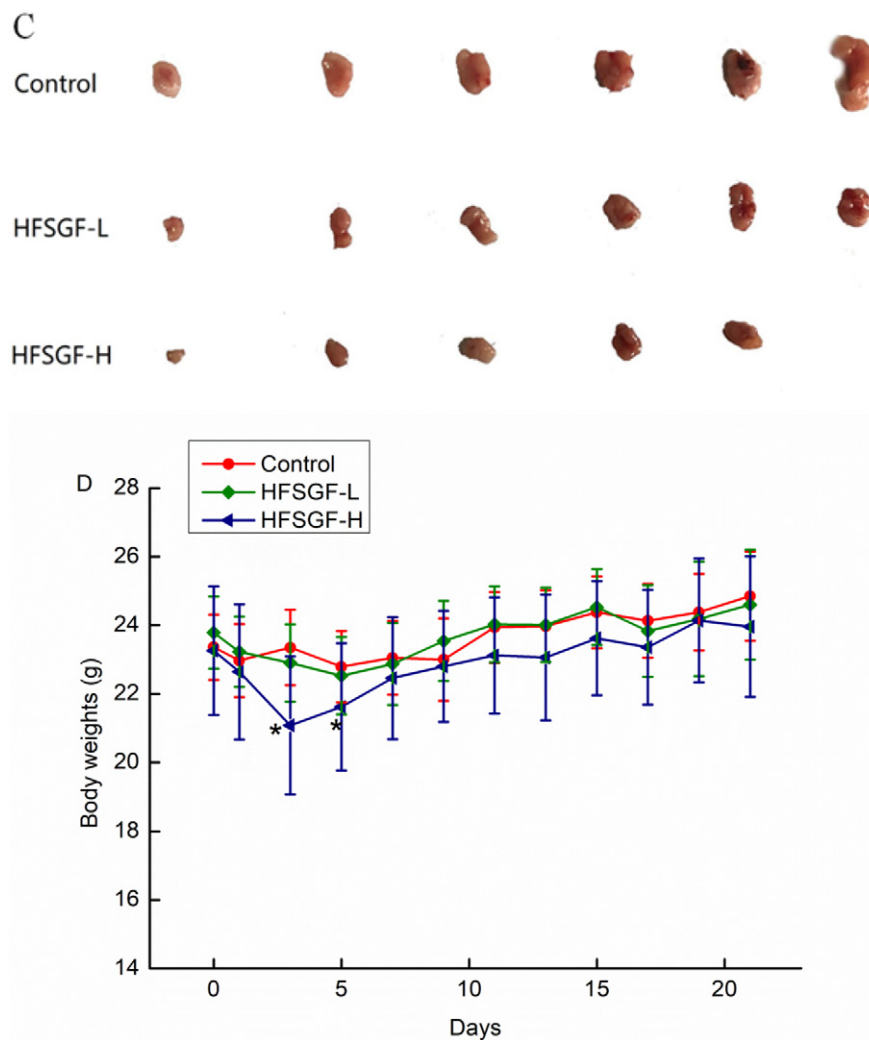 C
Control
HFSGF-L
HFSGF-H
D
Control
HFSGF-L
HFSGF-H
28
26
24
22
20
18
16
14
*
*
Body weights (g)
0
5
10
15
20
Days